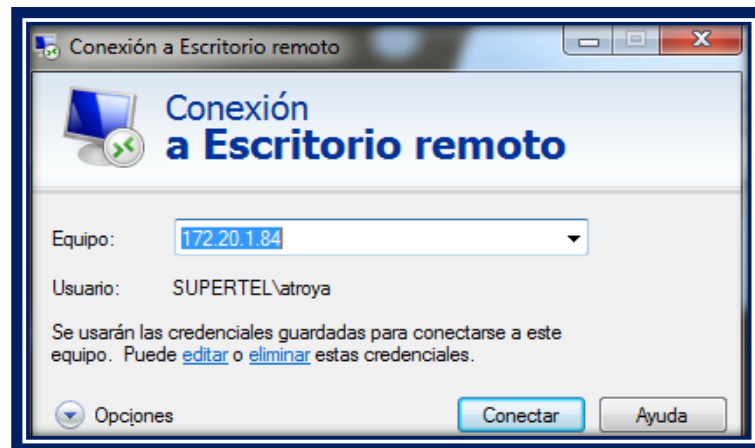 Conexión a Escritorio remoto
Conexión
a Escritorio remoto
Equipo: 172.20.1.84
Usuario: SUPERTEL\atroya
Se usarán las credenciales guardadas para conectarse a este
equipo. Puede editar o eliminar estas credenciales.
Opciones Conectar Ayuda